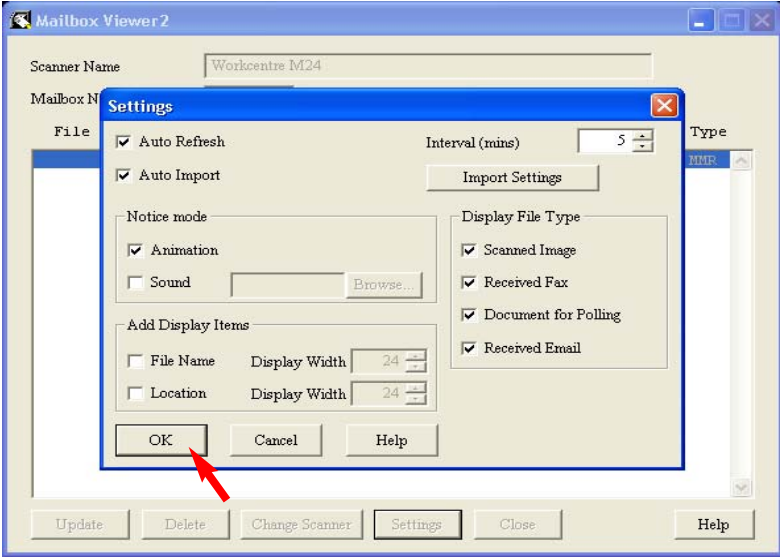 Mailbox Viewer2
Scanner Name Workcentre M24
Mailbox N
File Type
MMR
Settings
Auto Refresh Interval (mins) 5
Auto Import Import Settings
Notice mode Display File Type
Animation Scanned Image
Sound Browse... Received Fax
Document for Polling
Add Display Items
Received Email
File Name Display Width 24
Location Display Width 24
OK Cancel Help
Update Delete Change Scanner Settings Close Help